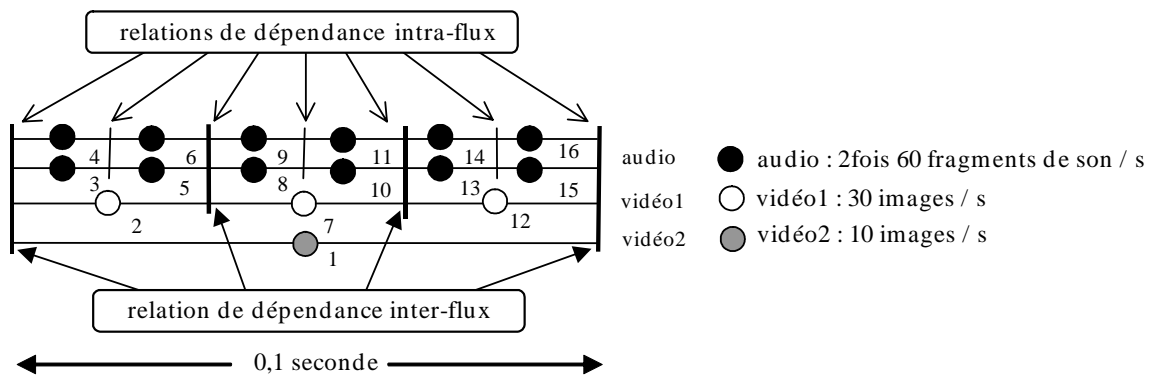 relations de dépendance intra-flux
4 6 9 11 14 16
audio
audio : 2fois 60 fragments de son / s
3 5 8 10 13 15
vidéo1
vidéo1 : 30 images / s
2 7 12
vidéo2
vidéo2 : 10 images / s
1
relation de dépendance inter-flux
0,1 seconde